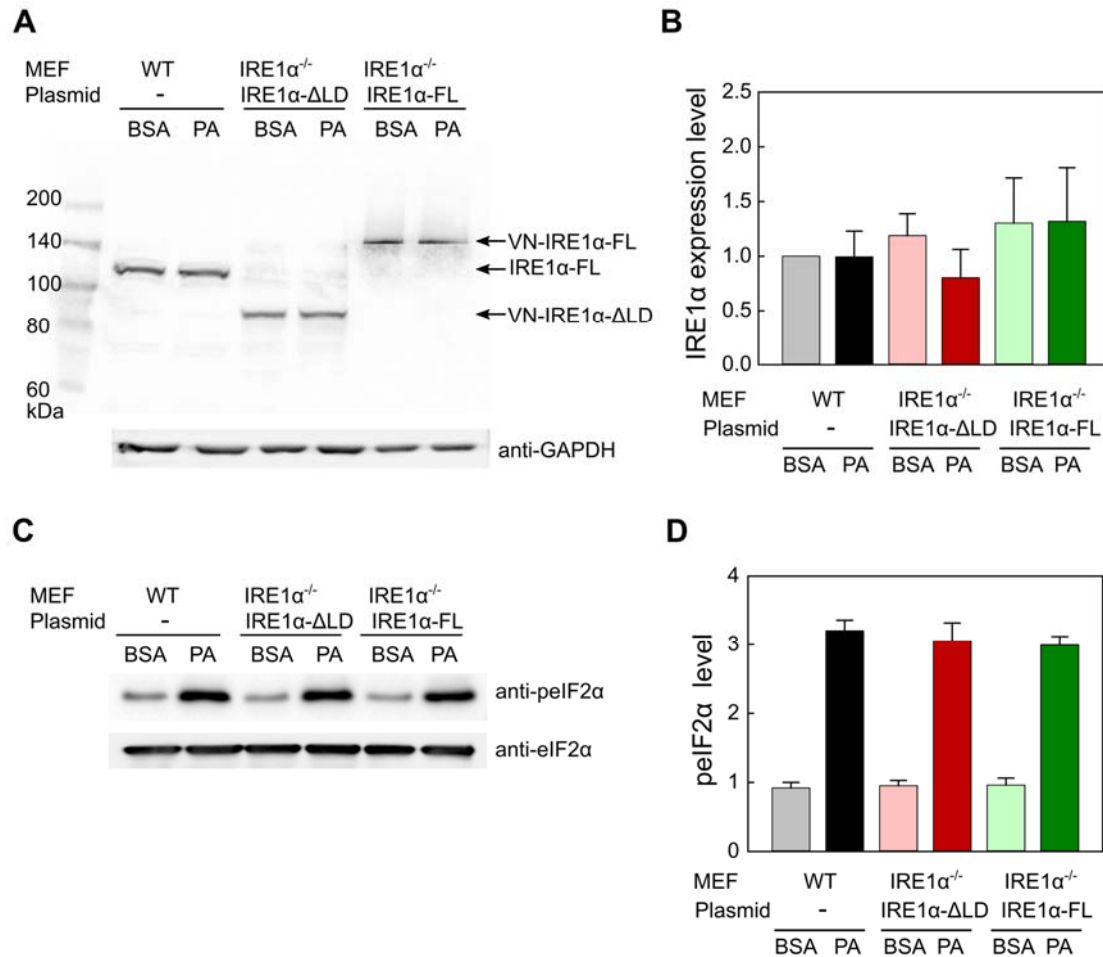 A
MEF WT IRE1α-/- IRE1α-/-
Plasmid - IRE1α-ΔLD IRE1α-FL
BSA PA BSA PA BSA PA
200
140
100
80
60
kDa
VN-IRE1α-FL
IRE1α-FL
VN-IRE1α-ΔLD
anti-GAPDH
B
IRE1α expression level
2.5
2.0
1.5
1.0
0.5
0.0
MEF WT IRE1α-/- IRE1α-/-
Plasmid - IRE1α-ΔLD IRE1α-FL
BSA PA BSA PA BSA PA
C
MEF WT IRE1α-/- IRE1α-/-
Plasmid - IRE1α-ΔLD IRE1α-FL
BSA PA BSA PA BSA PA
anti-peIF2α
anti-eIF2α
D
peIF2α level
4
3
2
1
0
MEF WT IRE1α-/- IRE1α-/-
Plasmid - IRE1α-ΔLD IRE1α-FL
BSA PA BSA PA BSA PA